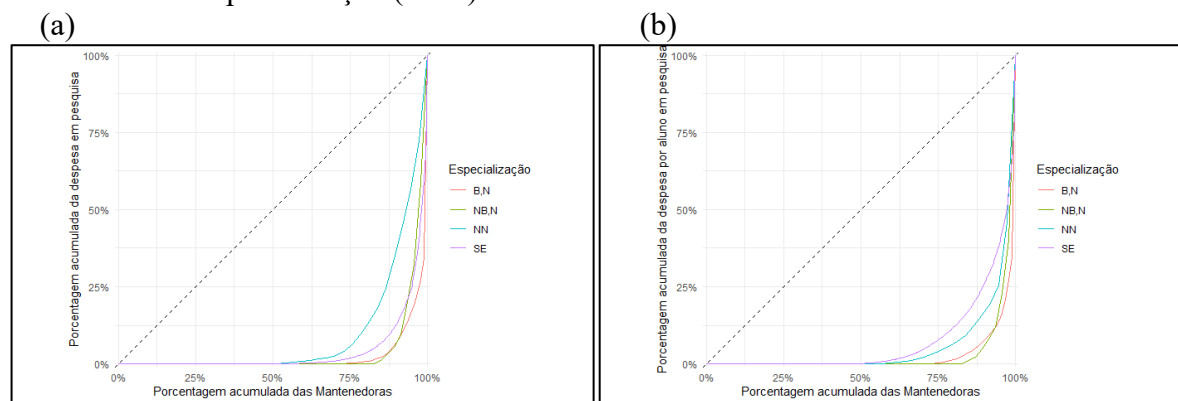 (a)
(b)
Porcentagem acumulada da despesa em pesquisa
100%
75%
50%
25%
0%
0%
25%
50%
75%
100%
Porcentagem acumulada das Mantenedoras
Especialização
B,N
NB,N
NN
SE
Porcentagem acumulada da despesa por aluno em pesquisa
100%
75%
50%
25%
0%
0%
25%
50%
75%
100%
Porcentagem acumulada das Mantenedoras
Especialização
B,N
NB,N
NN
SE